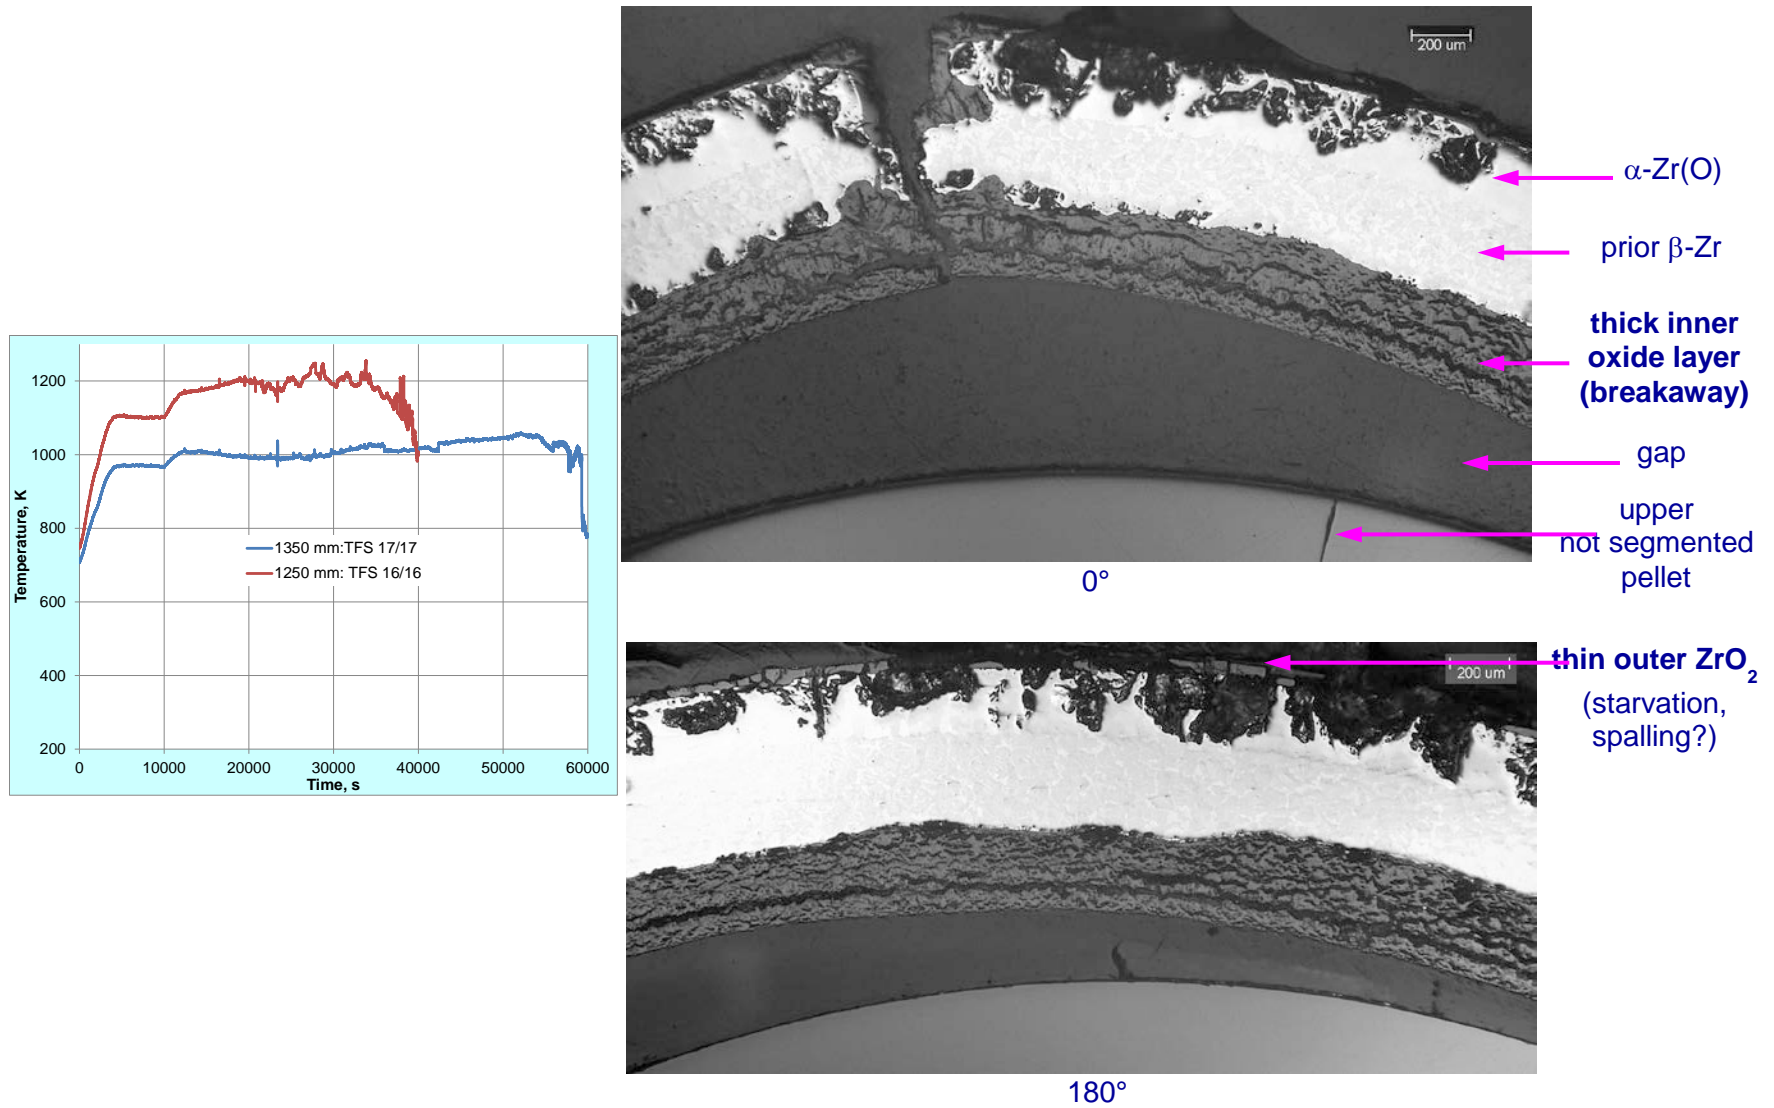 1200
1000
800
600
400
200
0
10000
20000
30000
40000
50000
60000
Temperature, K
Time, s
1350 mm:TFS 17/17
1250 mm: TFS 16/16
200 um
α-Zr(O)
prior β-Zr
thick inner
oxide layer
(breakaway)
gap
upper
not segmented
pellet
0°
200 um
thin outer ZrO2
(starvation,
spalling?)
180°